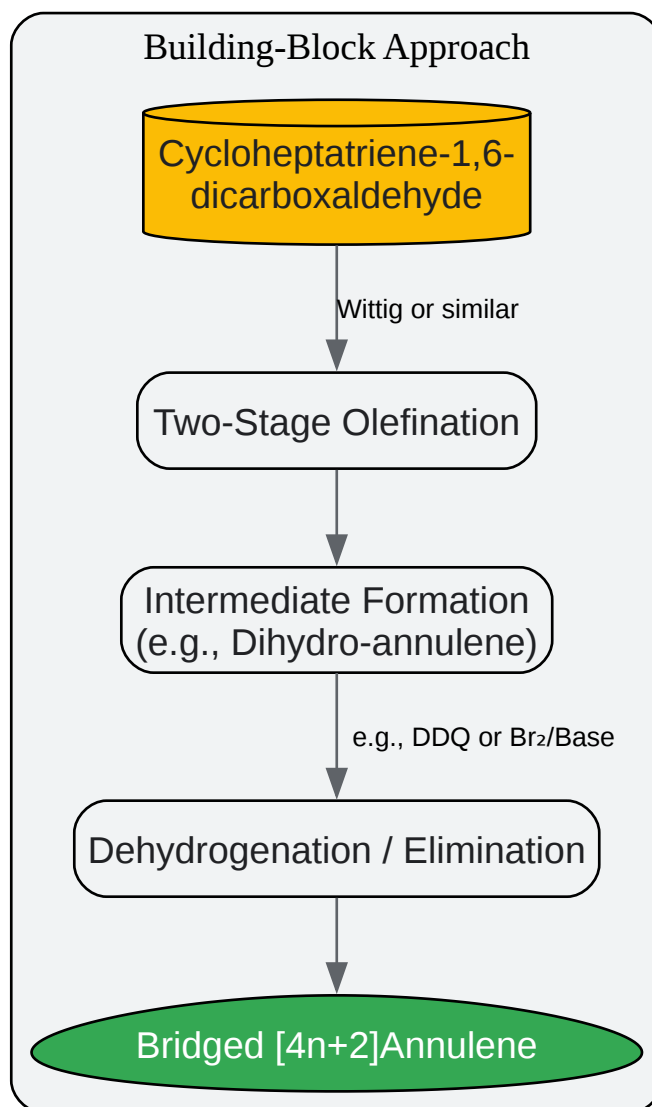 Building-Block Approach
Cycloheptatriene-1,6-
dicarboxaldehyde
Wittig or similar
Two-Stage Olefination
Intermediate Formation
(e.g., Dihydro-annulene)
e.g., DDQ or Br₂/Base
Dehydrogenation / Elimination
Bridged [4n+2]Annulene